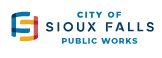 CITY OF
SIOUX FALLS
PUBLIC WORKS